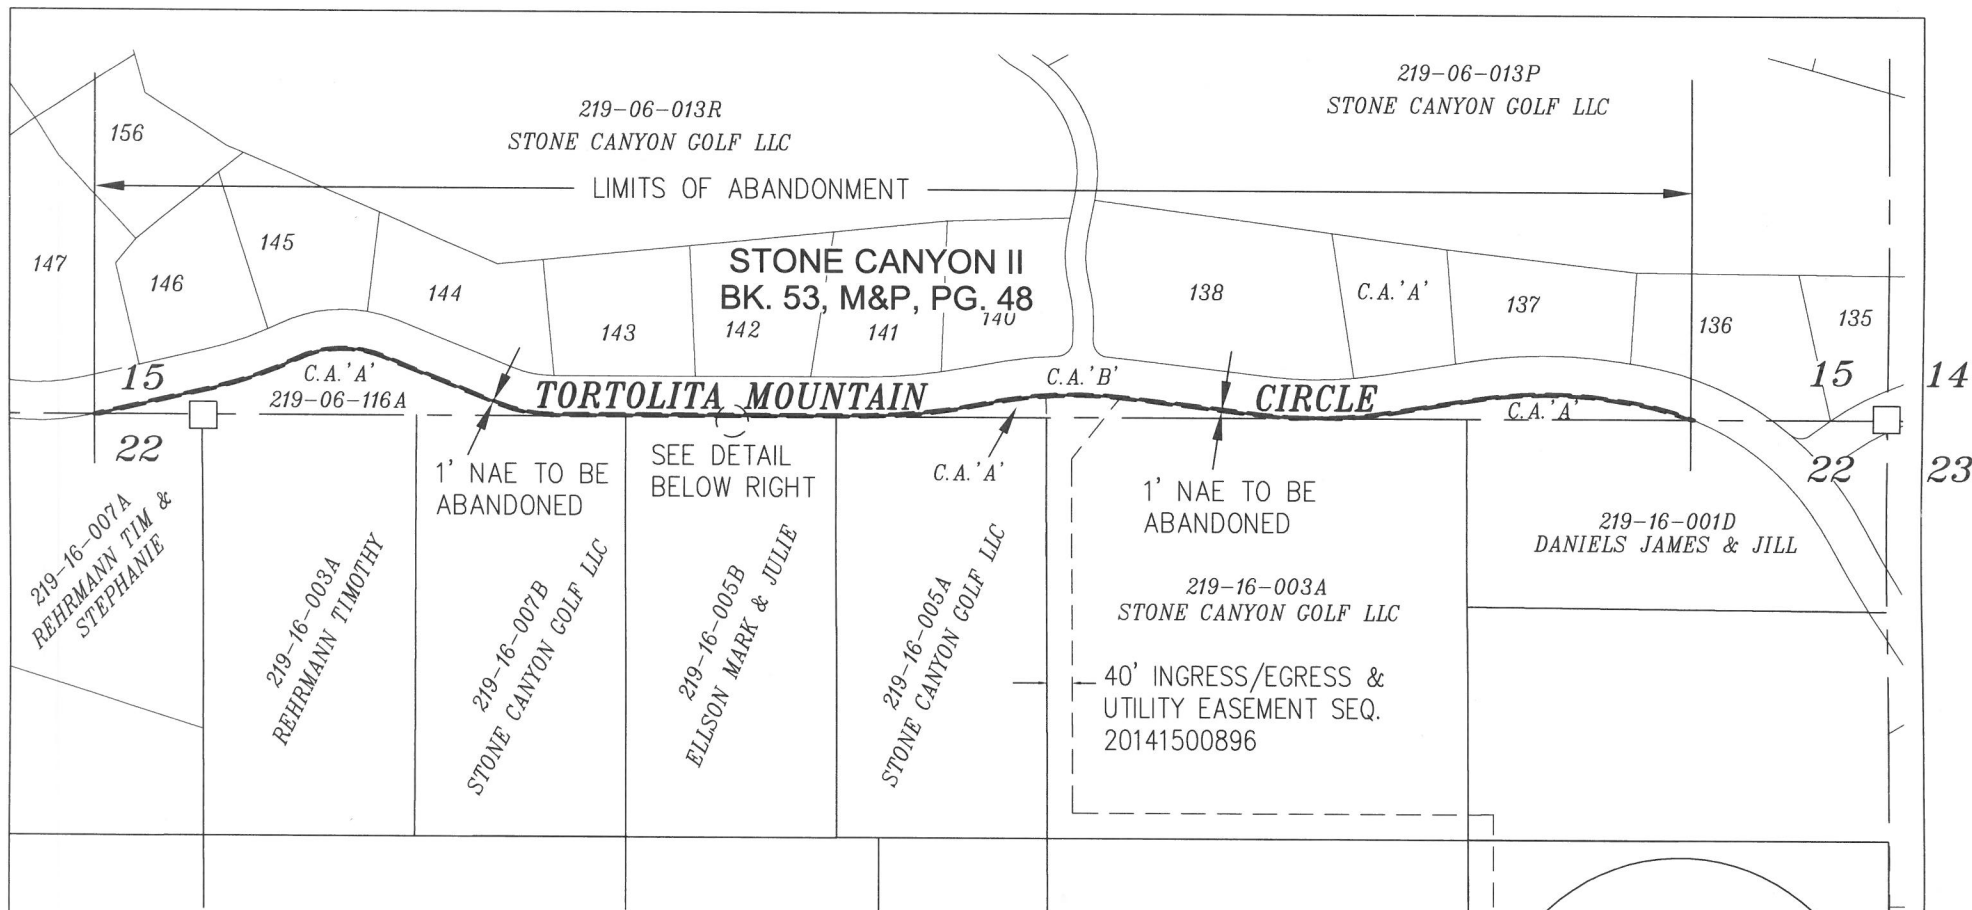 219-06-013P
STONE CANYON GOLF LLC
219-06-013R
STONE CANYON GOLF LLC
156
LIMITS OF ABANDONMENT
147
146
145
144
143
142
141
140
138
C.A.'A'
137
136
135
STONE CANYON II
BK. 53, M&P, PG. 48
15
C.A.'A'
219-06-116A
TORTOLITA MOUNTAIN
C.A.'B'
CIRCLE
C.A.'A'
15
14
22
22
23
1' NAE TO BE
ABANDONED
SEE DETAIL
BELOW RIGHT
C.A.'A'
1' NAE TO BE
ABANDONED
219-16-007A
REHRMANN TIM &
STEPHANIE
219-16-003A
REHRMANN TIMOTHY
219-16-007B
STONE CANYON GOLF LLC
219-16-005B
ELLSON MARK & JULIE
219-16-005A
STONE CANYON GOLF LLC
219-16-003A
STONE CANYON GOLF LLC
219-16-001D
DANIELS JAMES & JILL
40' INGRESS/EGRESS &
UTILITY EASEMENT SEQ.
20141500896